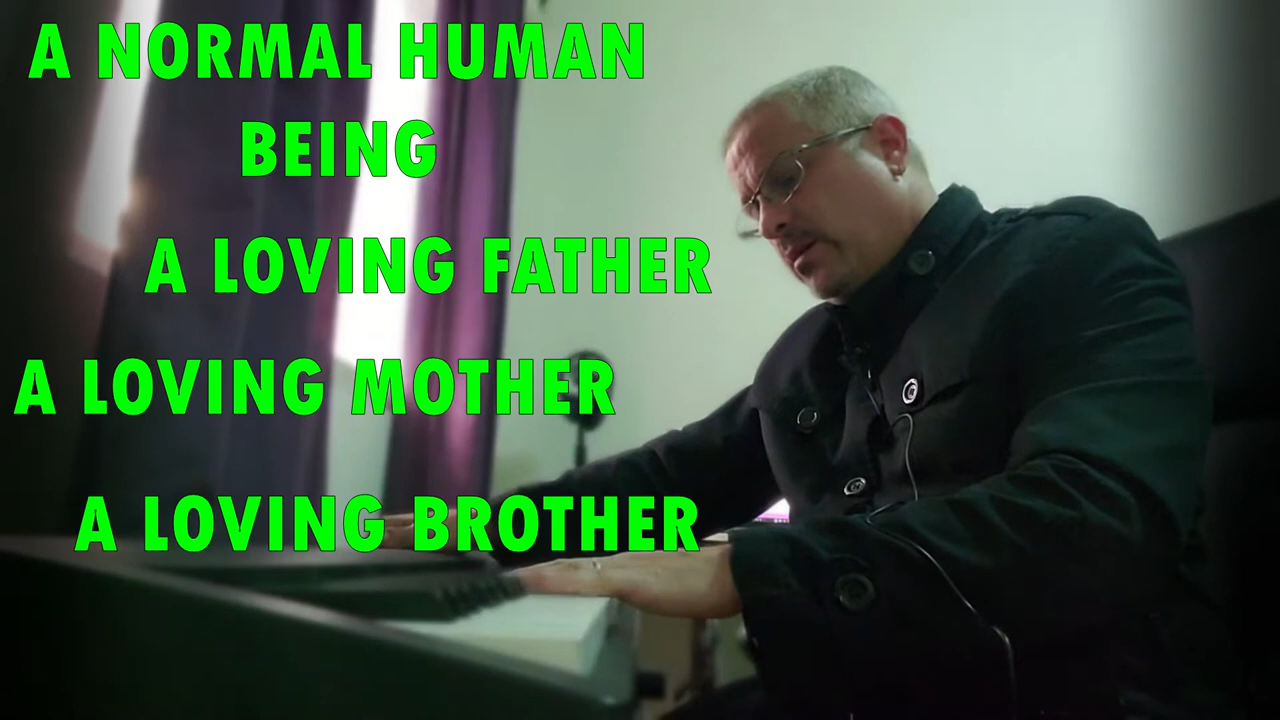 A NORMAL HUMAN
BEING
A LOVING FATHER
A LOVING MOTHER
A LOVING BROTHER